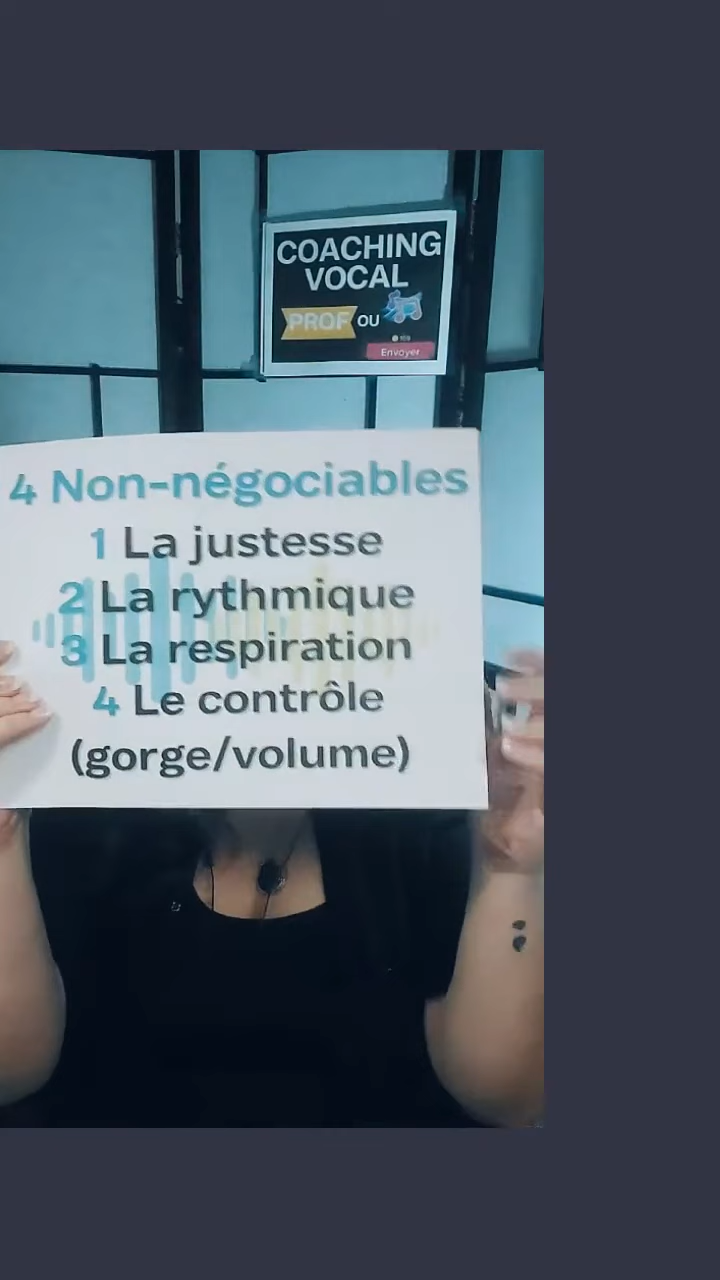 COACHING
VOCAL
PROF OU
Envoyer
4 Non-négociables
1 La justesse
2 La rythmique
3 La respiration
4 Le contrôle
(gorge/volume)